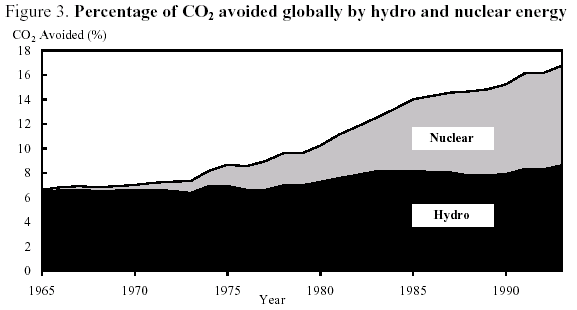 Figure 3. Percentage of CO₂ avoided globally by hydro and nuclear energy
CO₂ Avoided (%)
18
16
14
12
10
8
6
4
2
0
Nuclear
Hydro
1965 1970 1975 1980 1985 1990
Year